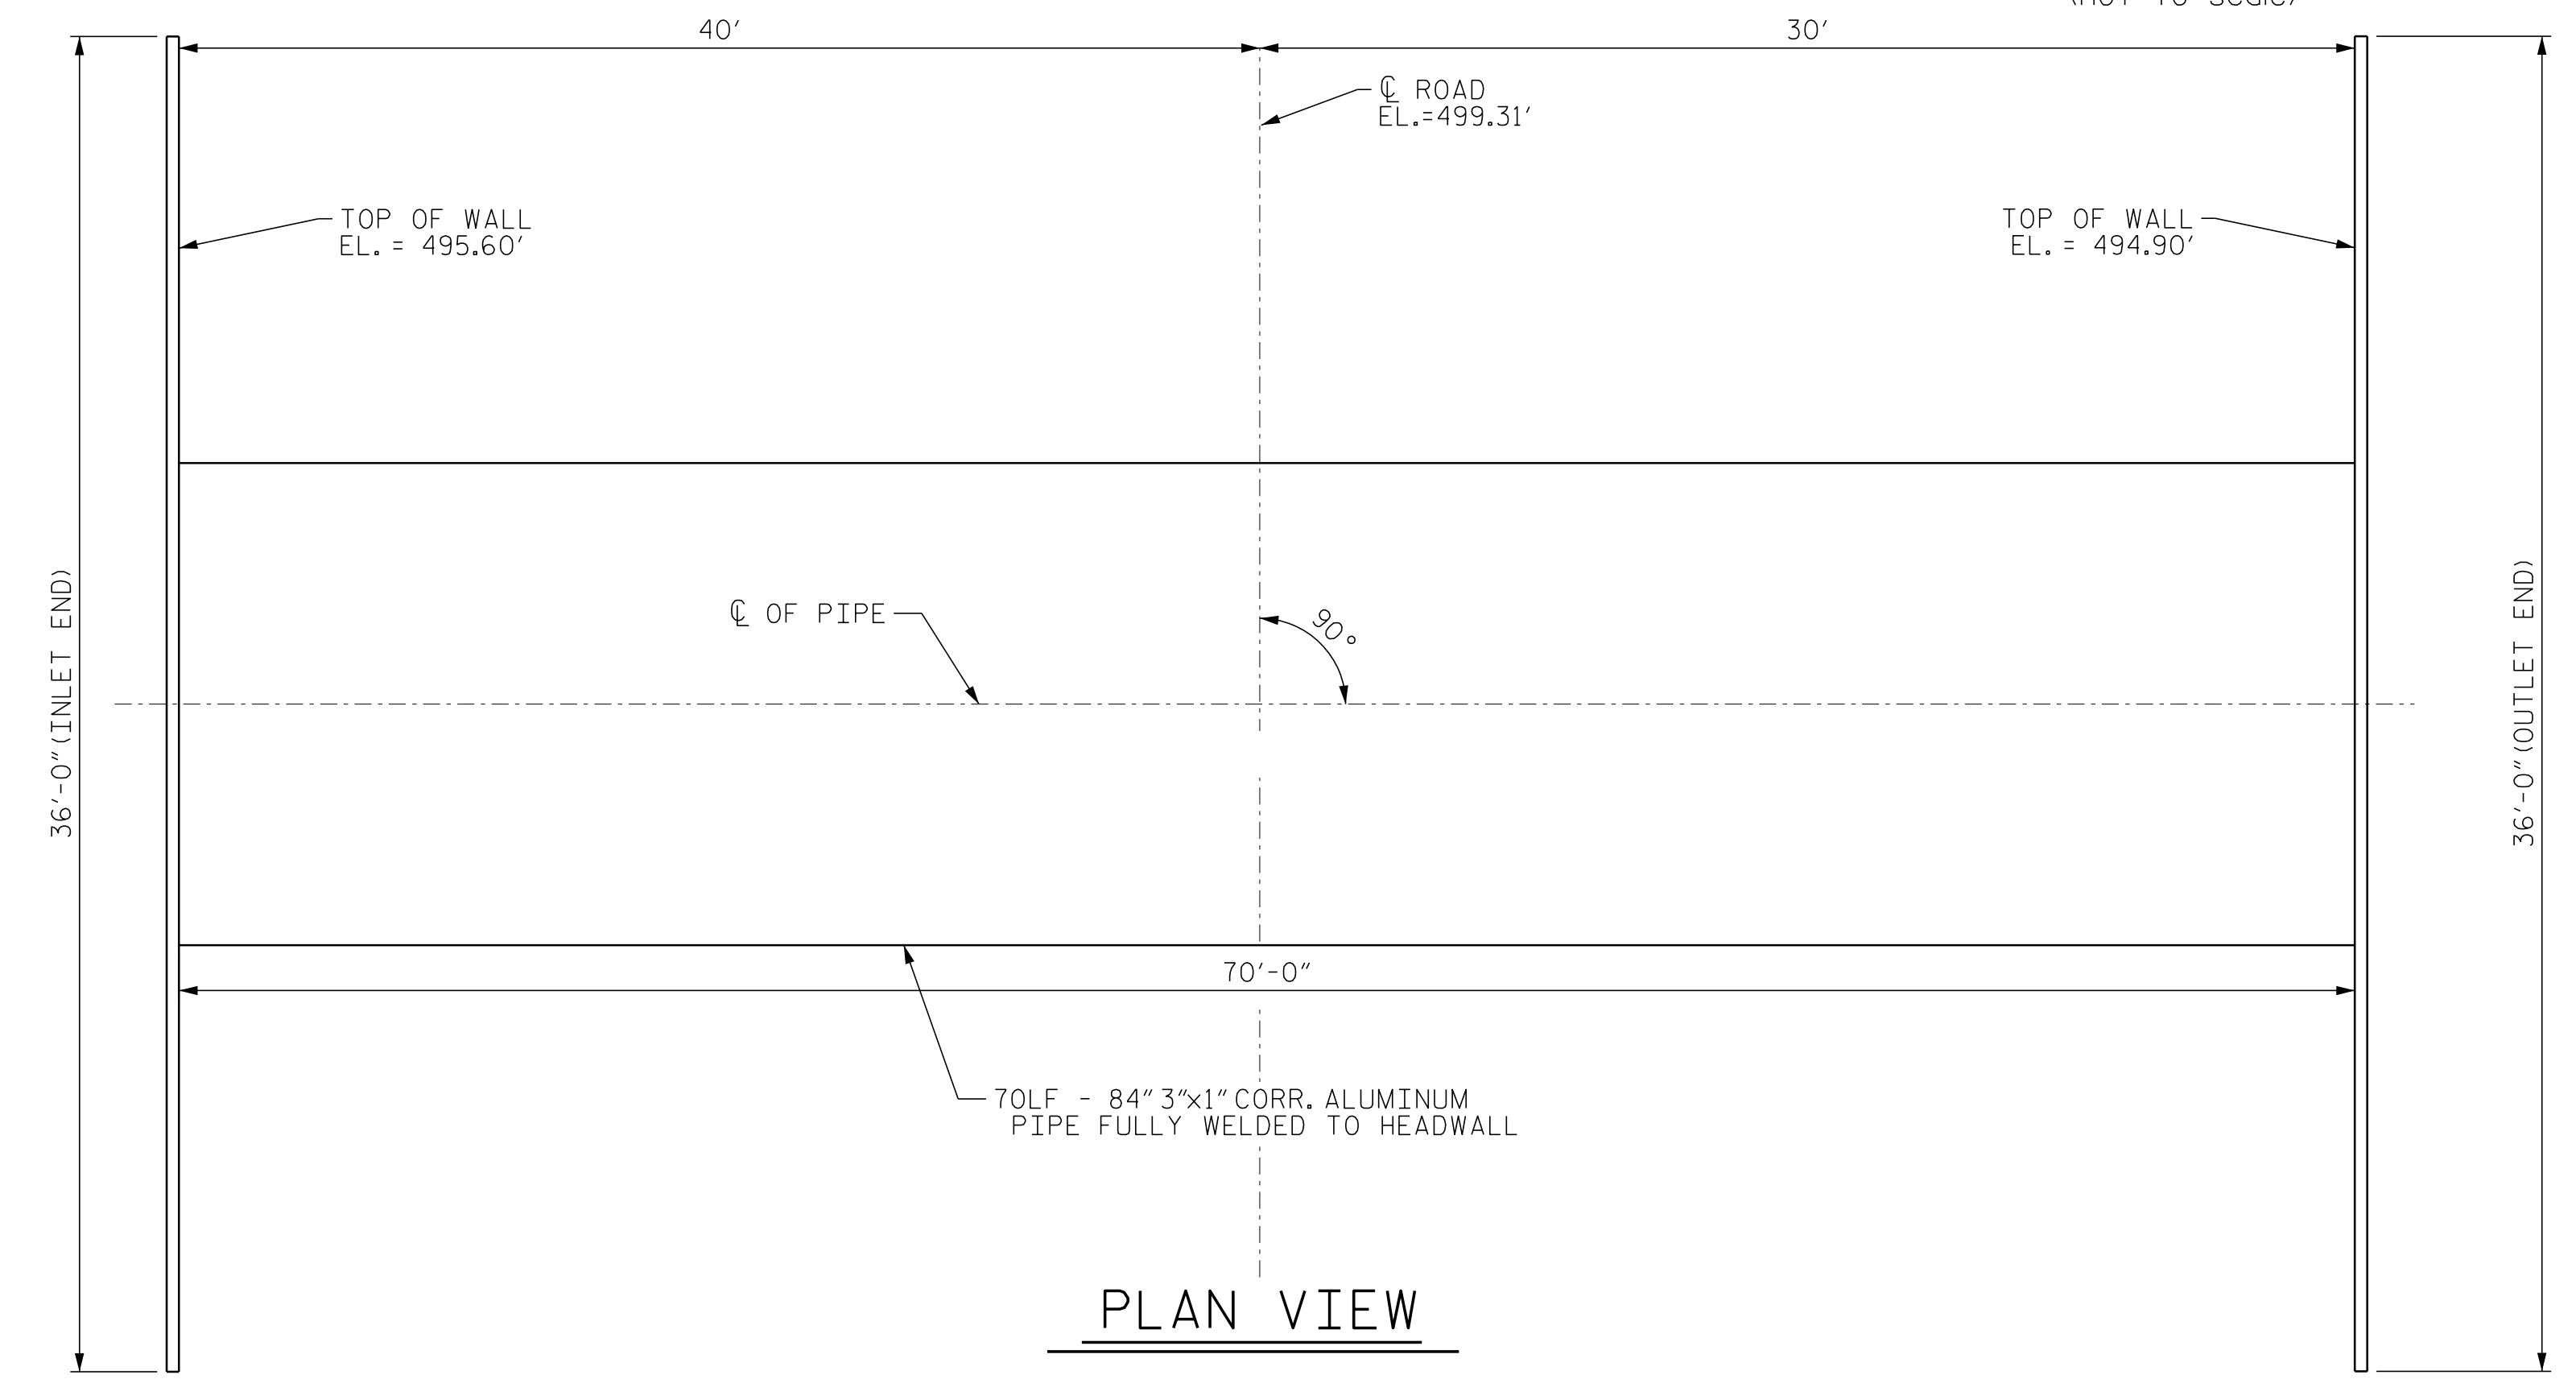 40'
30'
℄ ROAD
EL.=499.31'
TOP OF WALL
EL. = 495.60'
TOP OF WALL
EL. = 494.90'
36'-0"(INLET END)
℄ OF PIPE
90°
36'-0"(OUTLET END)
70'-0"
70LF - 84" 3"x1" CORR. ALUMINUM
PIPE FULLY WELDED TO HEADWALL
PLAN VIEW